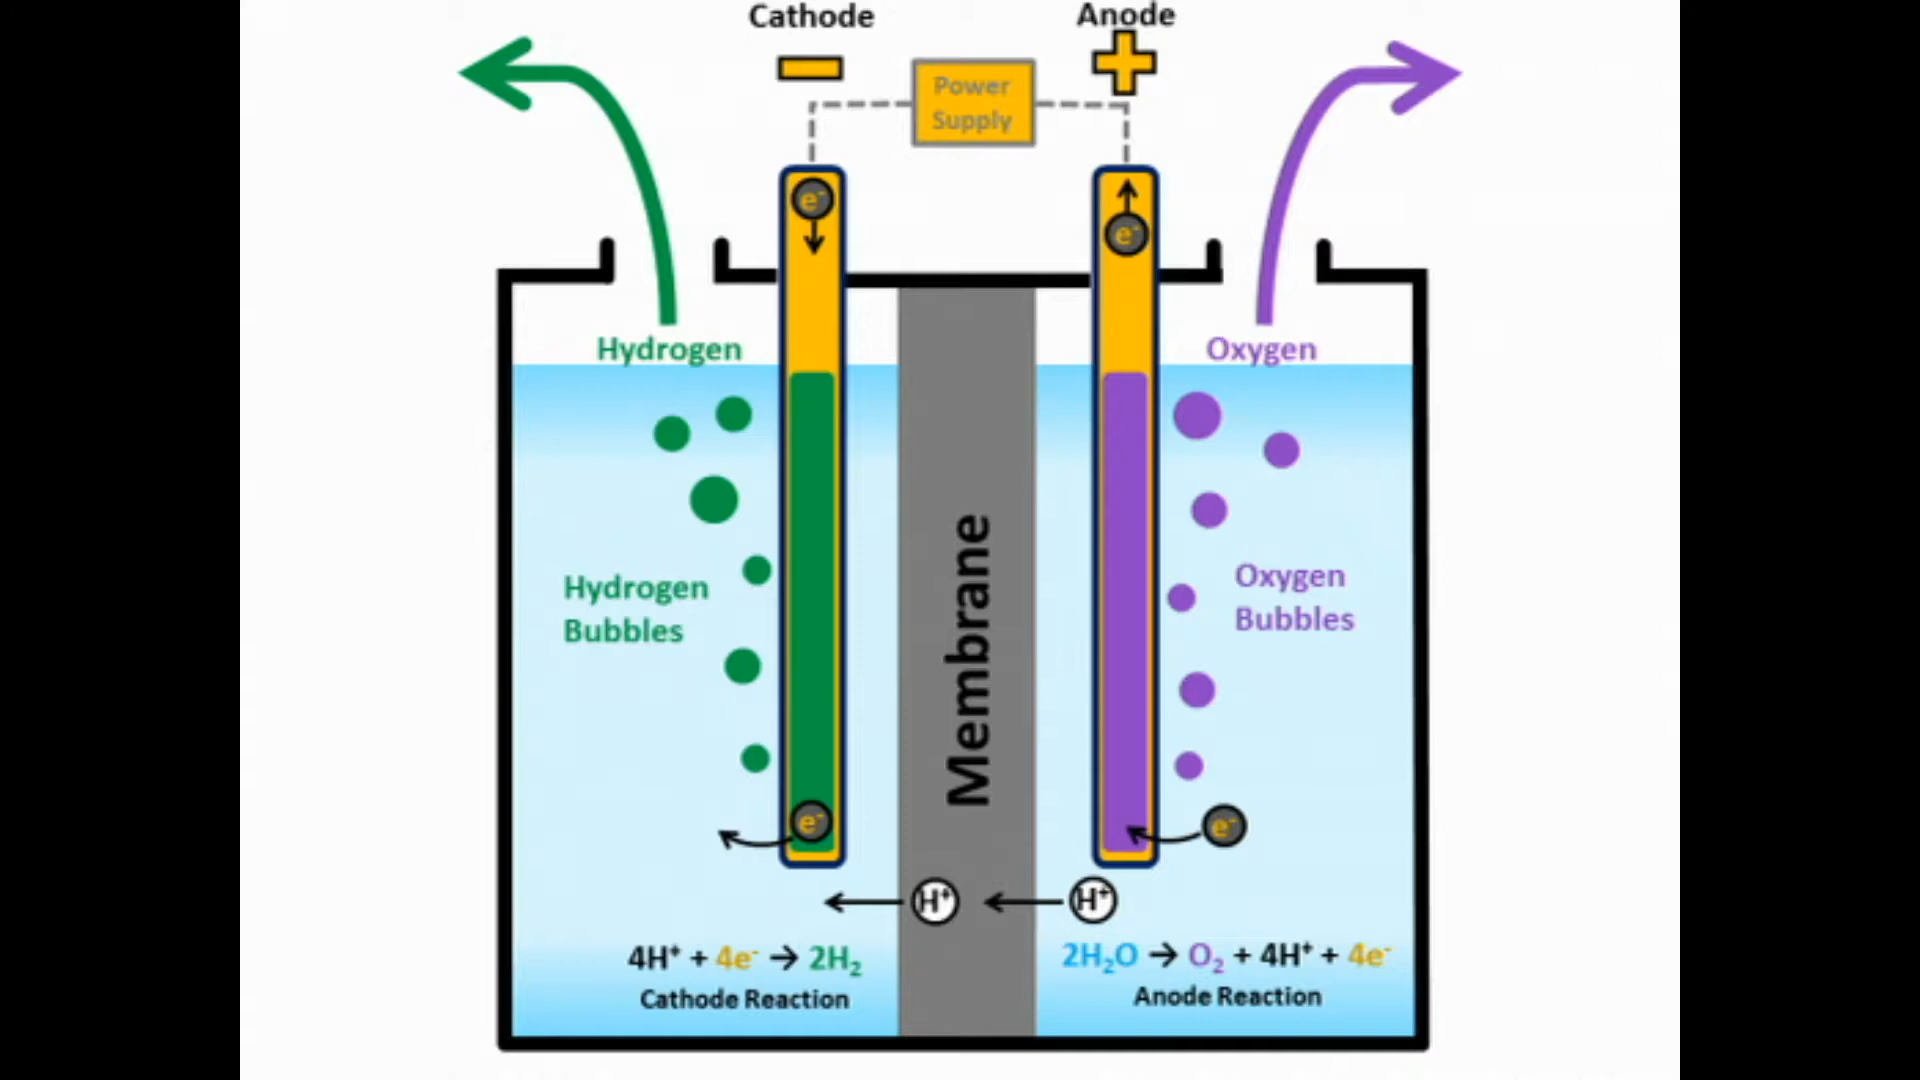 Cathode
Anode
Power
Supply
e⁻
e⁻
Hydrogen
Oxygen
Hydrogen
Bubbles
Oxygen
Bubbles
Membrane
e⁻
e⁻
H⁺
H⁺
4H⁺ + 4e⁻ → 2H₂
Cathode Reaction
2H₂O → O₂ + 4H⁺ + 4e⁻
Anode Reaction